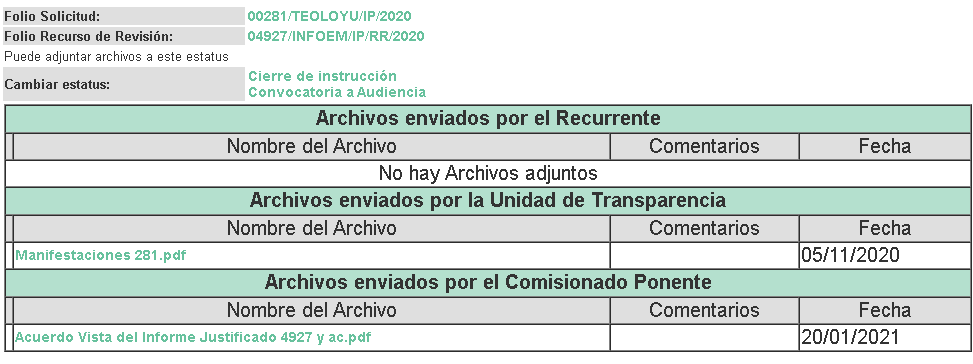 Folio Solicitud: 00281/TEOLOYU/IP/2020
Folio Recurso de Revisión: 04927/INFOEM/IP/RR/2020
Puede adjuntar archivos a este estatus
Cambiar estatus: Cierre de instrucción
Convocatoria a Audiencia
Archivos enviados por el Recurrente
Nombre del Archivo Comentarios Fecha
No hay Archivos adjuntos
Archivos enviados por la Unidad de Transparencia
Nombre del Archivo Comentarios Fecha
Manifestaciones 281.pdf 05/11/2020
Archivos enviados por el Comisionado Ponente
Nombre del Archivo Comentarios Fecha
Acuerdo Vista del Informe Justificado 4927 y ac.pdf 20/01/2021